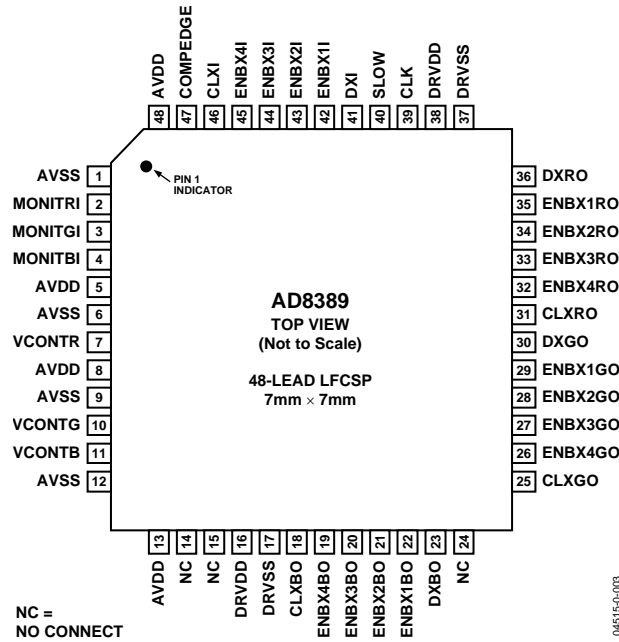 AVDD
COMPEDGE
CLXI
ENBX4I
ENBX3I
ENBX2I
ENBX1I
DXI
SLOW
CLK
DRVDD
DRVSS
48
47
46
45
44
43
42
41
40
39
38
37
AVSS 1
MONITRI 2
MONITGI 3
MONITBI 4
AVDD 5
AVSS 6
VCONTR 7
AVDD 8
AVSS 9
VCONTG 10
VCONTB 11
AVSS 12
PIN 1
INDICATOR
AD8389
TOP VIEW
(Not to Scale)
48-LEAD LFCSP
7mm × 7mm
36 DXRO
35 ENBX1RO
34 ENBX2RO
33 ENBX3RO
32 ENBX4RO
31 CLXRO
30 DXGO
29 ENBX1GO
28 ENBX2GO
27 ENBX3GO
26 ENBX4GO
25 CLXGO
13
14
15
16
17
18
19
20
21
22
23
24
AVDD
NC
NC
DRVDD
DRVSS
CLXBO
ENBX4BO
ENBX3BO
ENBX2BO
ENBX1BO
DXBO
NC
NC =
NO CONNECT
04515-0-003